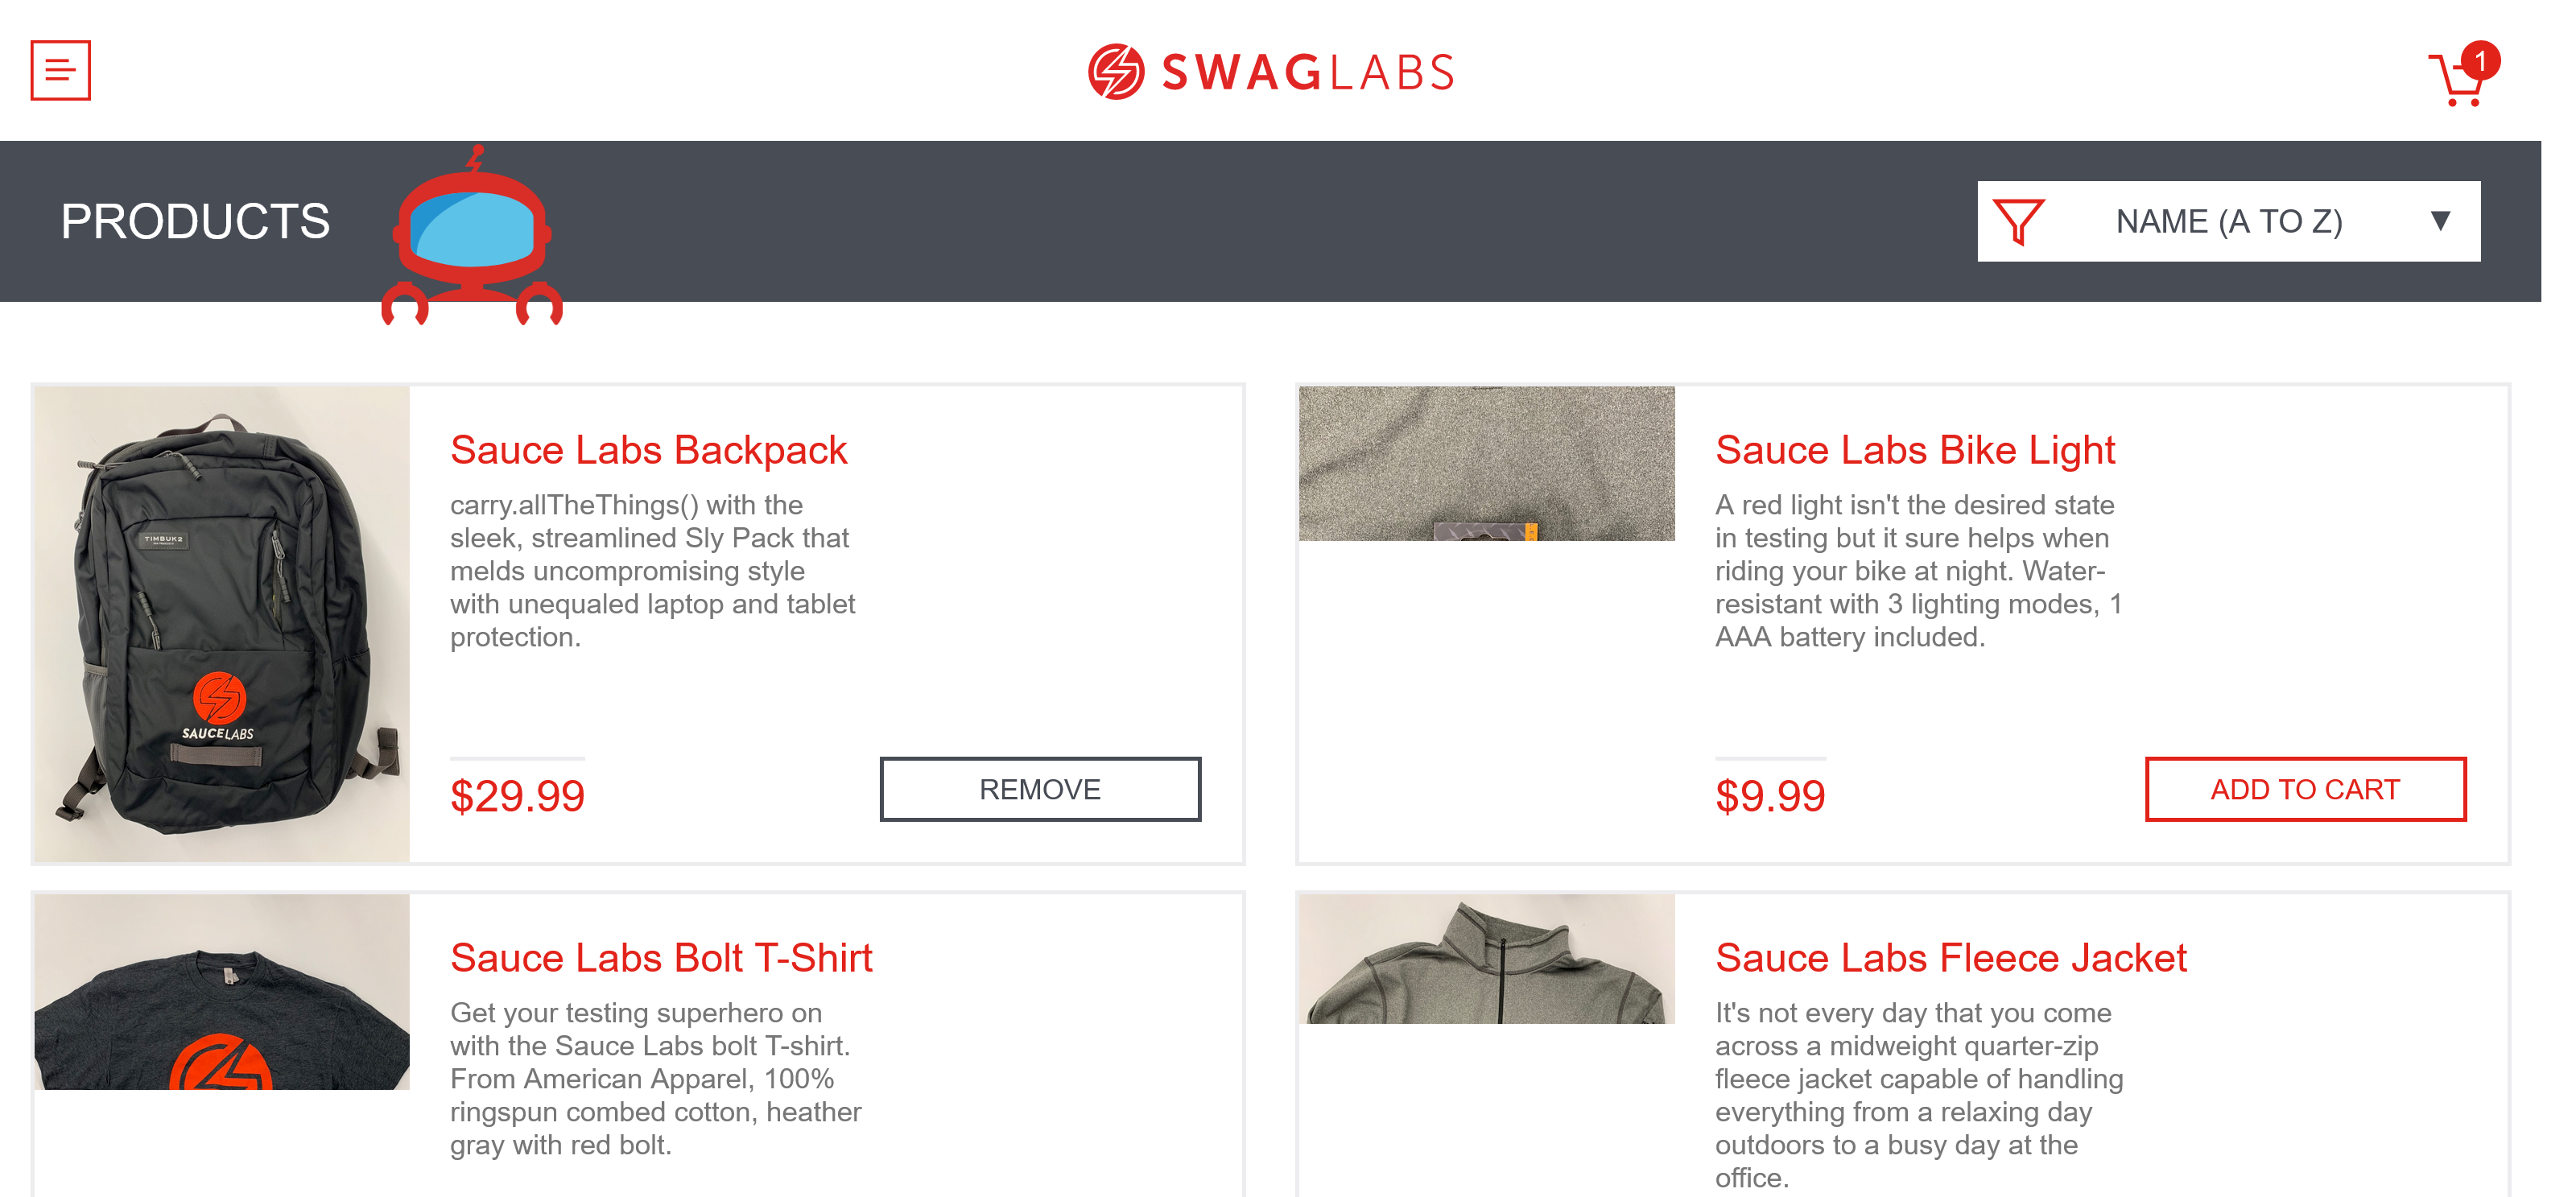 SWAGLABS
1
PRODUCTS
NAME (A TO Z)
TIMBUK2
SAUCELABS
Sauce Labs Backpack
carry.allTheThings() with the
sleek, streamlined Sly Pack that
melds uncompromising style
with unequaled laptop and tablet
protection.
$29.99
REMOVE
Sauce Labs Bike Light
A red light isn't the desired state
in testing but it sure helps when
riding your bike at night. Water-
resistant with 3 lighting modes, 1
AAA battery included.
$9.99
ADD TO CART
Sauce Labs Bolt T-Shirt
Get your testing superhero on
with the Sauce Labs bolt T-shirt.
From American Apparel, 100%
ringspun combed cotton, heather
gray with red bolt.
Sauce Labs Fleece Jacket
It's not every day that you come
across a midweight quarter-zip
fleece jacket capable of handling
everything from a relaxing day
outdoors to a busy day at the
office.